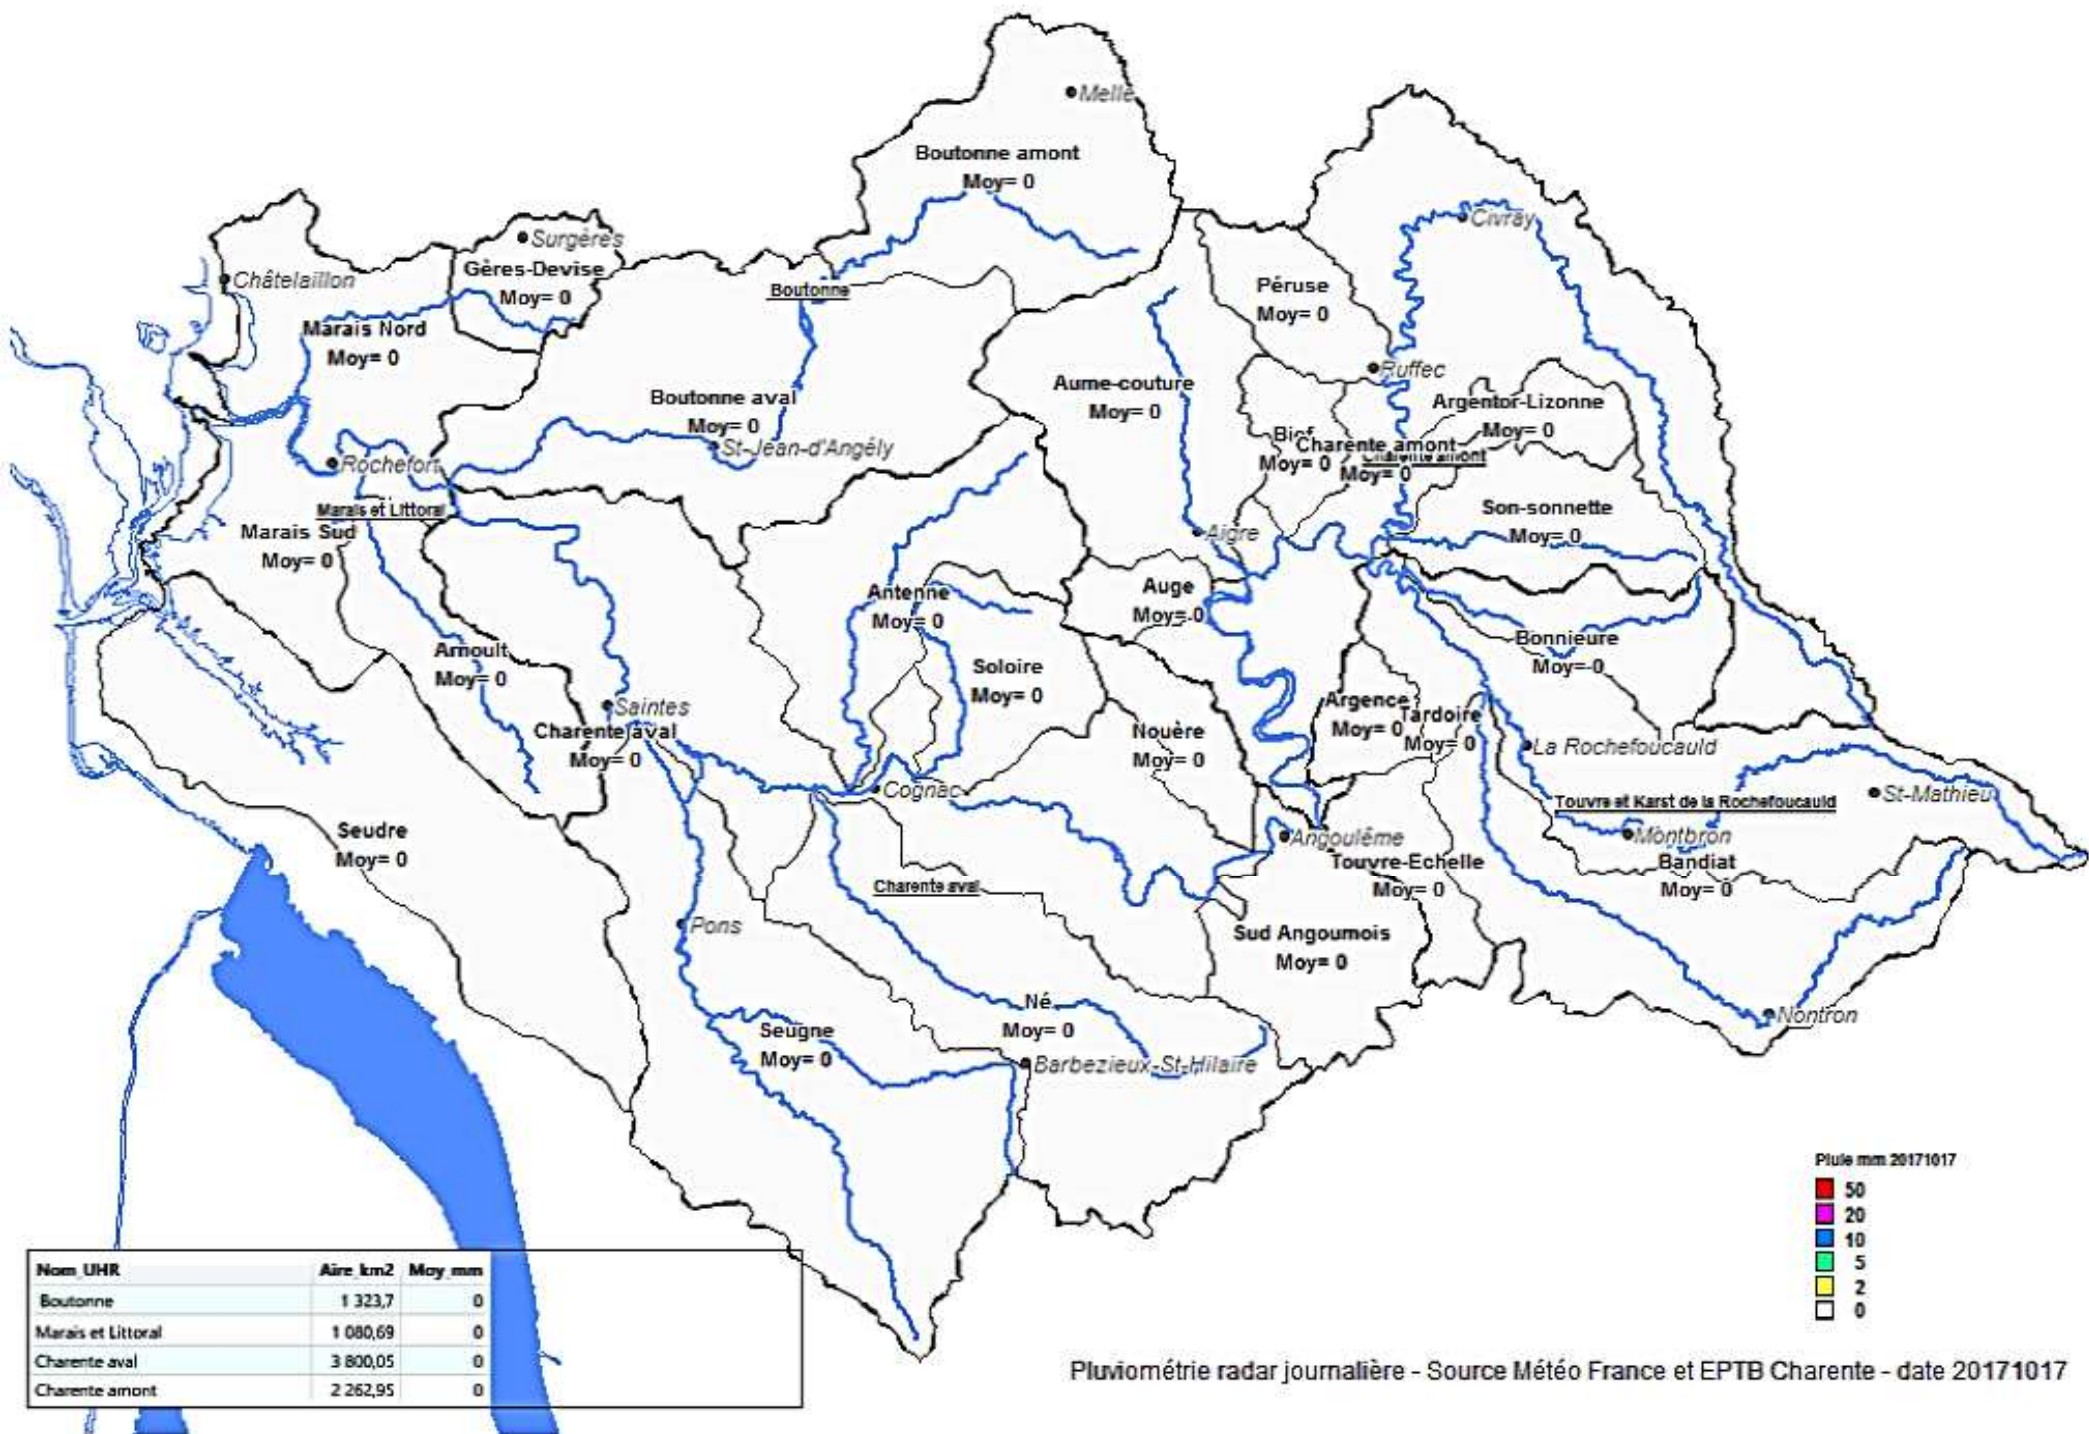 Melle
Boutonne amont
Moy= 0
Civray
Surgères
Gères-Devise
Moy= 0
Châtelaillon
Boutonne
Péruse
Moy= 0
Marais Nord
Moy= 0
Ruffec
Aume-couture
Moy= 0
Boutonne aval
Moy= 0
Argentor-Lizonne
Moy= 0
St-Jean-d'Angély
Bief
Moy= 0
Charente amont
Charente amont
Moy= 0
Rochefort
Marais et Littoral
Marais Sud
Moy= 0
Son-sonnette
Moy= 0
Aigre
Antenne
Moy= 0
Auge
Moy= 0
Bonnieure
Moy= 0
Arnoult
Moy= 0
Soloire
Moy= 0
Saintes
Argence
Moy= 0
Tardoire
Moy= 0
Charente aval
Moy= 0
Nouère
Moy= 0
La Rochefoucauld
Cognac
St-Mathieu
Touvre et Karst de la Rochefoucauld
Seudre
Moy= 0
Angoulême
Montbron
Touvre-Echelle
Moy= 0
Bandiat
Moy= 0
Charente aval
Pons
Sud Angoumois
Moy= 0
Né
Moy= 0
Nontron
Seugne
Moy= 0
Barbezieux-St-Hilaire
Pluie mm 20171017
50
20
10
5
2
0
Nom_UHR Aire_km2 Moy_mm
Boutonne 1 323,7 0
Marais et Littoral 1 080,69 0
Charente aval 3 800,05 0
Charente amont 2 262,95 0
Pluviométrie radar journalière - Source Météo France et EPTB Charente - date 20171017